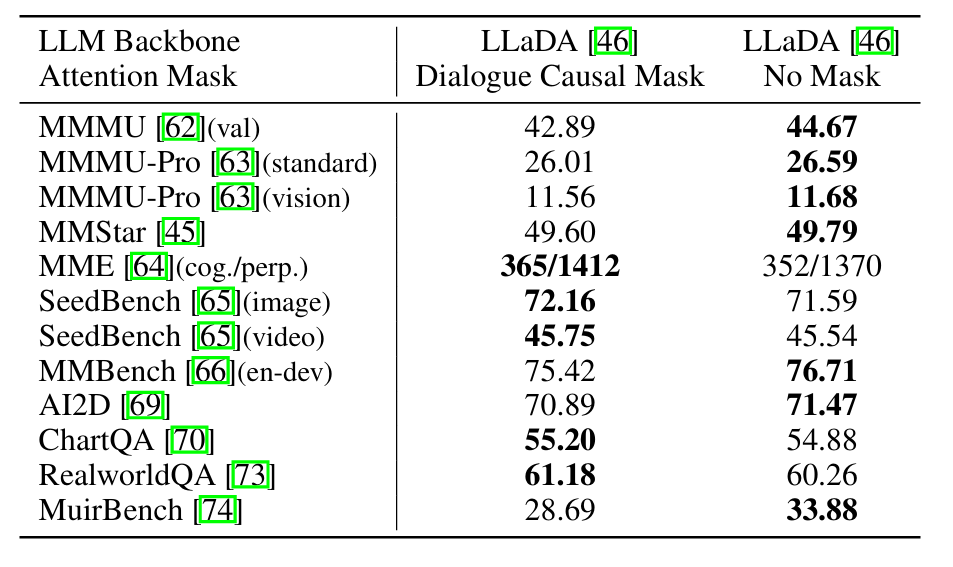 LLM Backbone LLaDA [46] LLaDA [46]
Attention Mask Dialogue Causal Mask No Mask
MMMU [62](val) 42.89 44.67
MMMU-Pro [63](standard) 26.01 26.59
MMMU-Pro [63](vision) 11.56 11.68
MMStar [45] 49.60 49.79
MME [64](cog./perp.) 365/1412 352/1370
SeedBench [65](image) 72.16 71.59
SeedBench [65](video) 45.75 45.54
MMBench [66](en-dev) 75.42 76.71
AI2D [69] 70.89 71.47
ChartQA [70] 55.20 54.88
RealworldQA [73] 61.18 60.26
MuirBench [74] 28.69 33.88